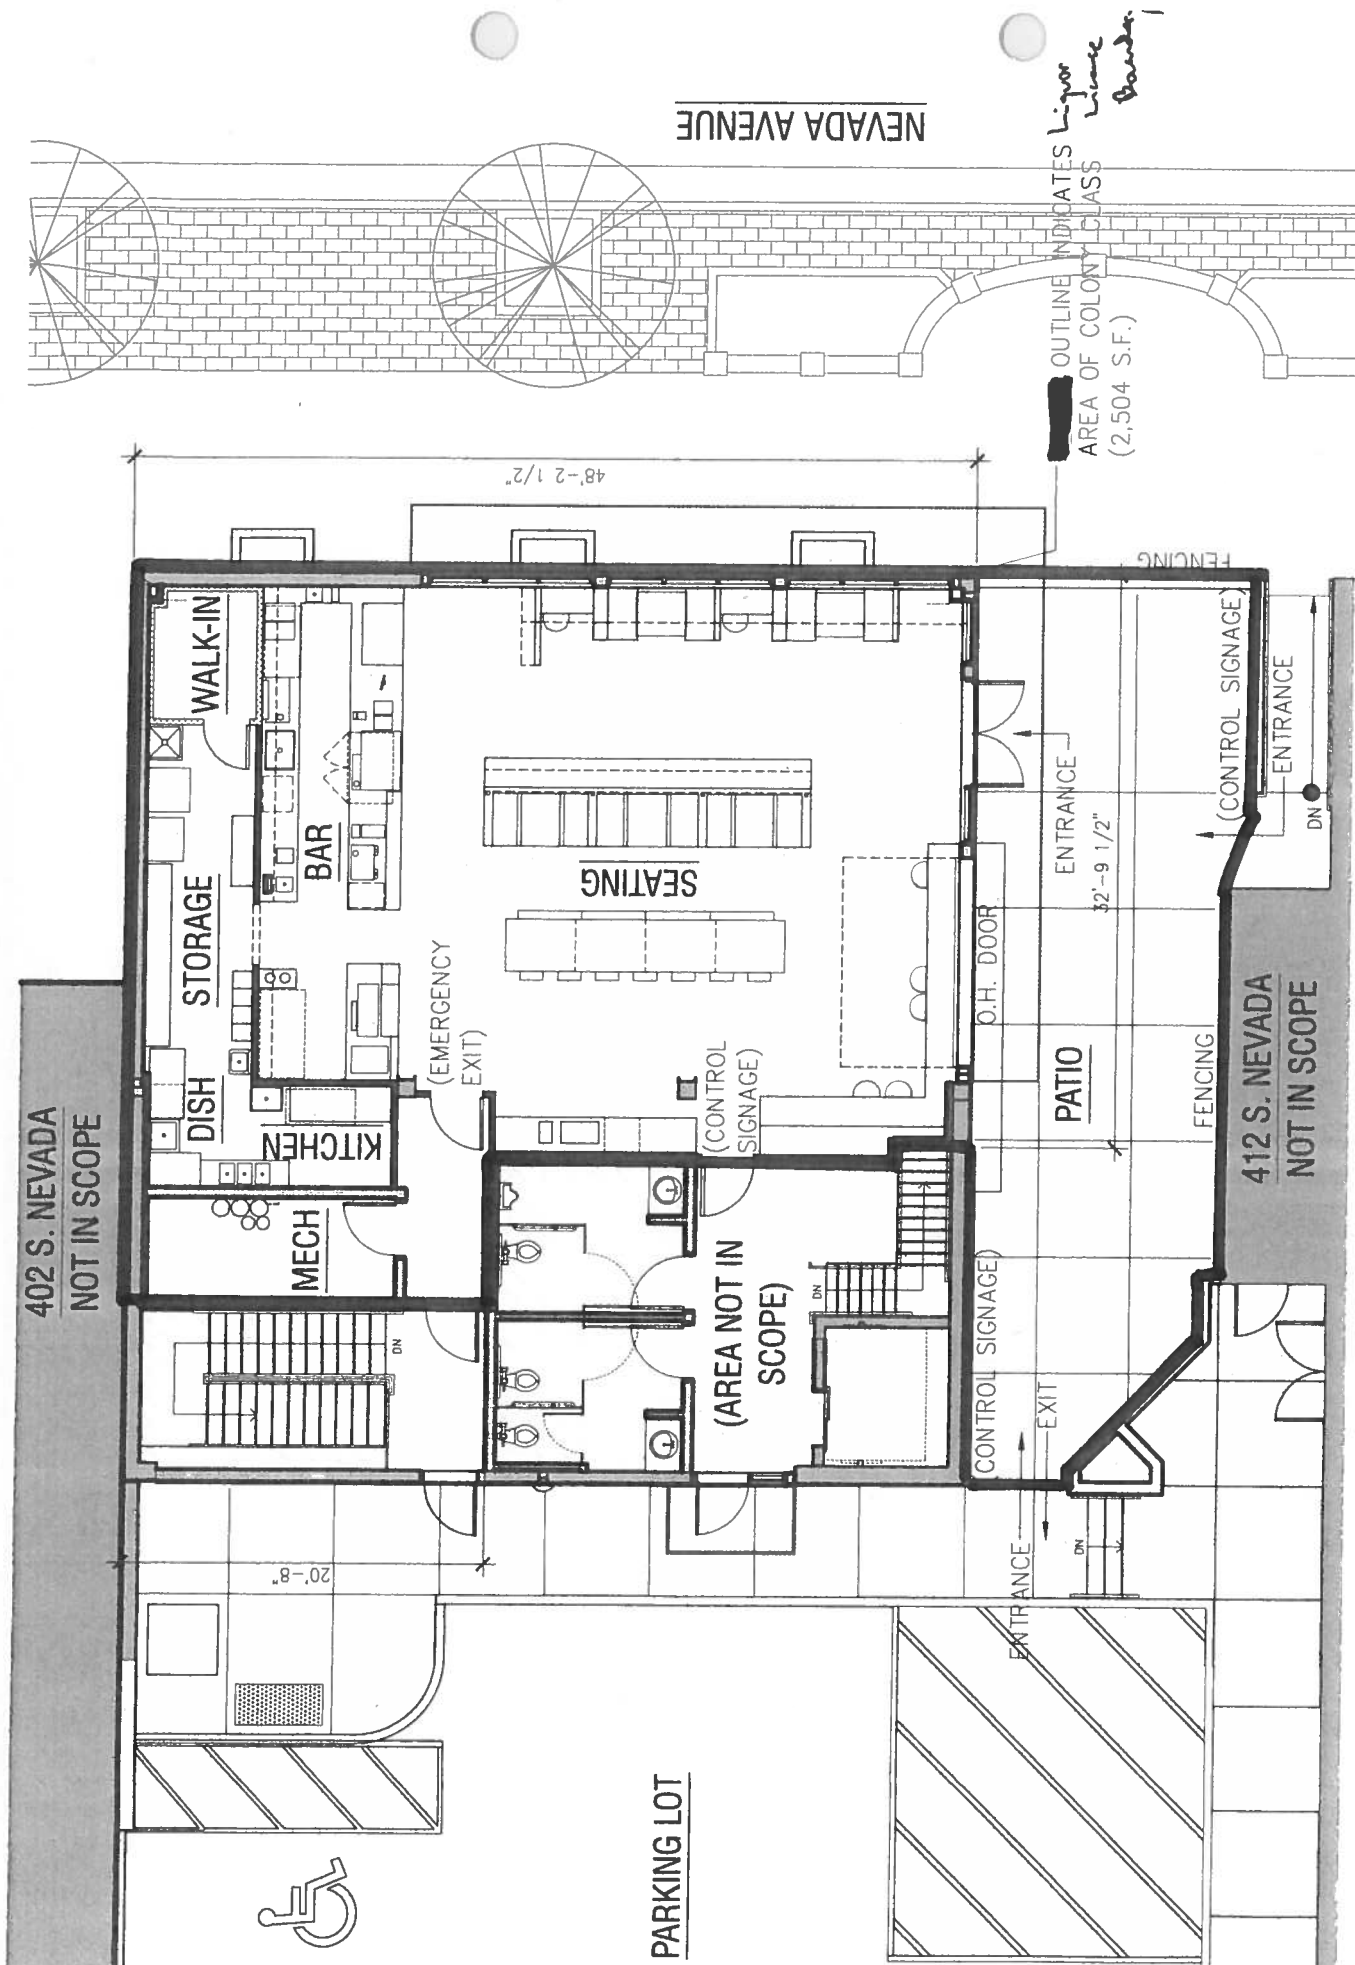 NEVADA AVENUE
OUTLINE INDICATES Liquor
AREA OF COLONY CLASS License
(2,504 S.F.)
48'-2 1/2"
FENCING
WALK-IN
(CONTROL SIGNAGE)
ENTRANCE
DN
BAR
ENTRANCE
32'-9 1/2"
STORAGE
SEATING
O.H. DOOR
(EMERGENCY
EXIT)
402 S. NEVADA
NOT IN SCOPE
DISH
KITCHEN
(CONTROL
SIGNAGE)
PATIO
FENCING
412 S. NEVADA
NOT IN SCOPE
MECH
DN
(AREA NOT IN
SCOPE)
DN
(CONTROL SIGNAGE)
EXIT
ENTRANCE
DN
20'-8"
PARKING LOT